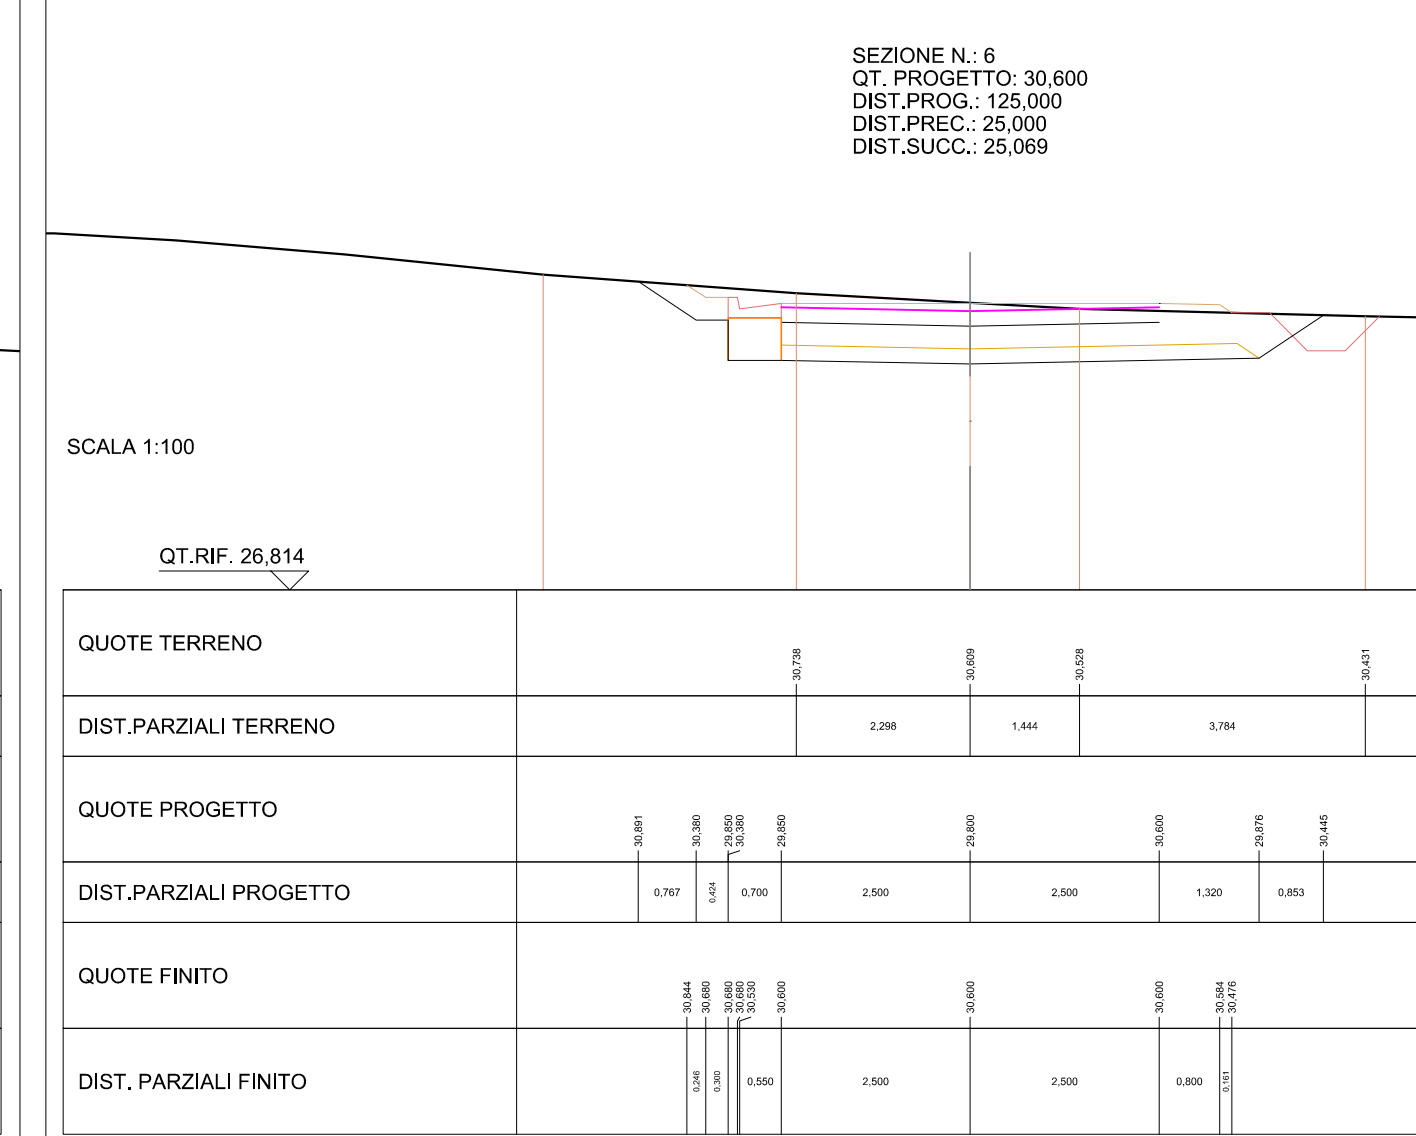 SEZIONE N.: 6
QT. PROGETTO: 30,600
DIST.PROG.: 125,000
DIST.PREC.: 25,000
DIST.SUCC.: 25,069
SCALA 1:100
QT.RIF. 26,814
QUOTE TERRENO 30,738 30,609 30,528 30,431
DIST.PARZIALI TERRENO 2,298 1,444 3,784
QUOTE PROGETTO 30,891 30,380 29,850 30,380 29,850 29,800 30,600 29,876 30,445
DIST.PARZIALI PROGETTO 0,767 0,424 0,700 2,500 2,500 1,320 0,853
QUOTE FINITO 30,844 30,680 30,680 30,680 30,530 30,600 30,600 30,600 30,584 30,476
DIST. PARZIALI FINITO 0,246 0,300 0,550 2,500 2,500 0,800 0,161